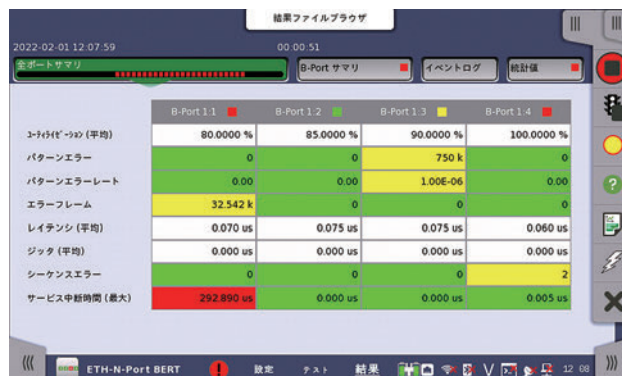 結果ファイルブラウザ
2022-02-01 12:07:59 00:00:51
全ポートサマリ B-Port サマリ イベントログ 統計値
B-Port 1:1 B-Port 1:2 B-Port 1:3 B-Port 1:4
ユーティライゼーション (平均) 80.0000 % 85.0000 % 90.0000 % 100.0000 %
パターンエラー 0 0 750 k 0
パターンエラーレート 0.00 0.00 1.00E-06 0.00
エラーフレーム 32.542 k 0 0 0
レイテンシ (平均) 0.070 us 0.075 us 0.075 us 0.060 us
ジッタ (平均) 0.000 us 0.000 us 0.000 us 0.000 us
シーケンスエラー 0 0 0 2
サービス中断時間 (最大) 292.890 us 0.000 us 0.000 us 0.005 us
ETH-N-Port BERT 設定 テスト 結果 12 08